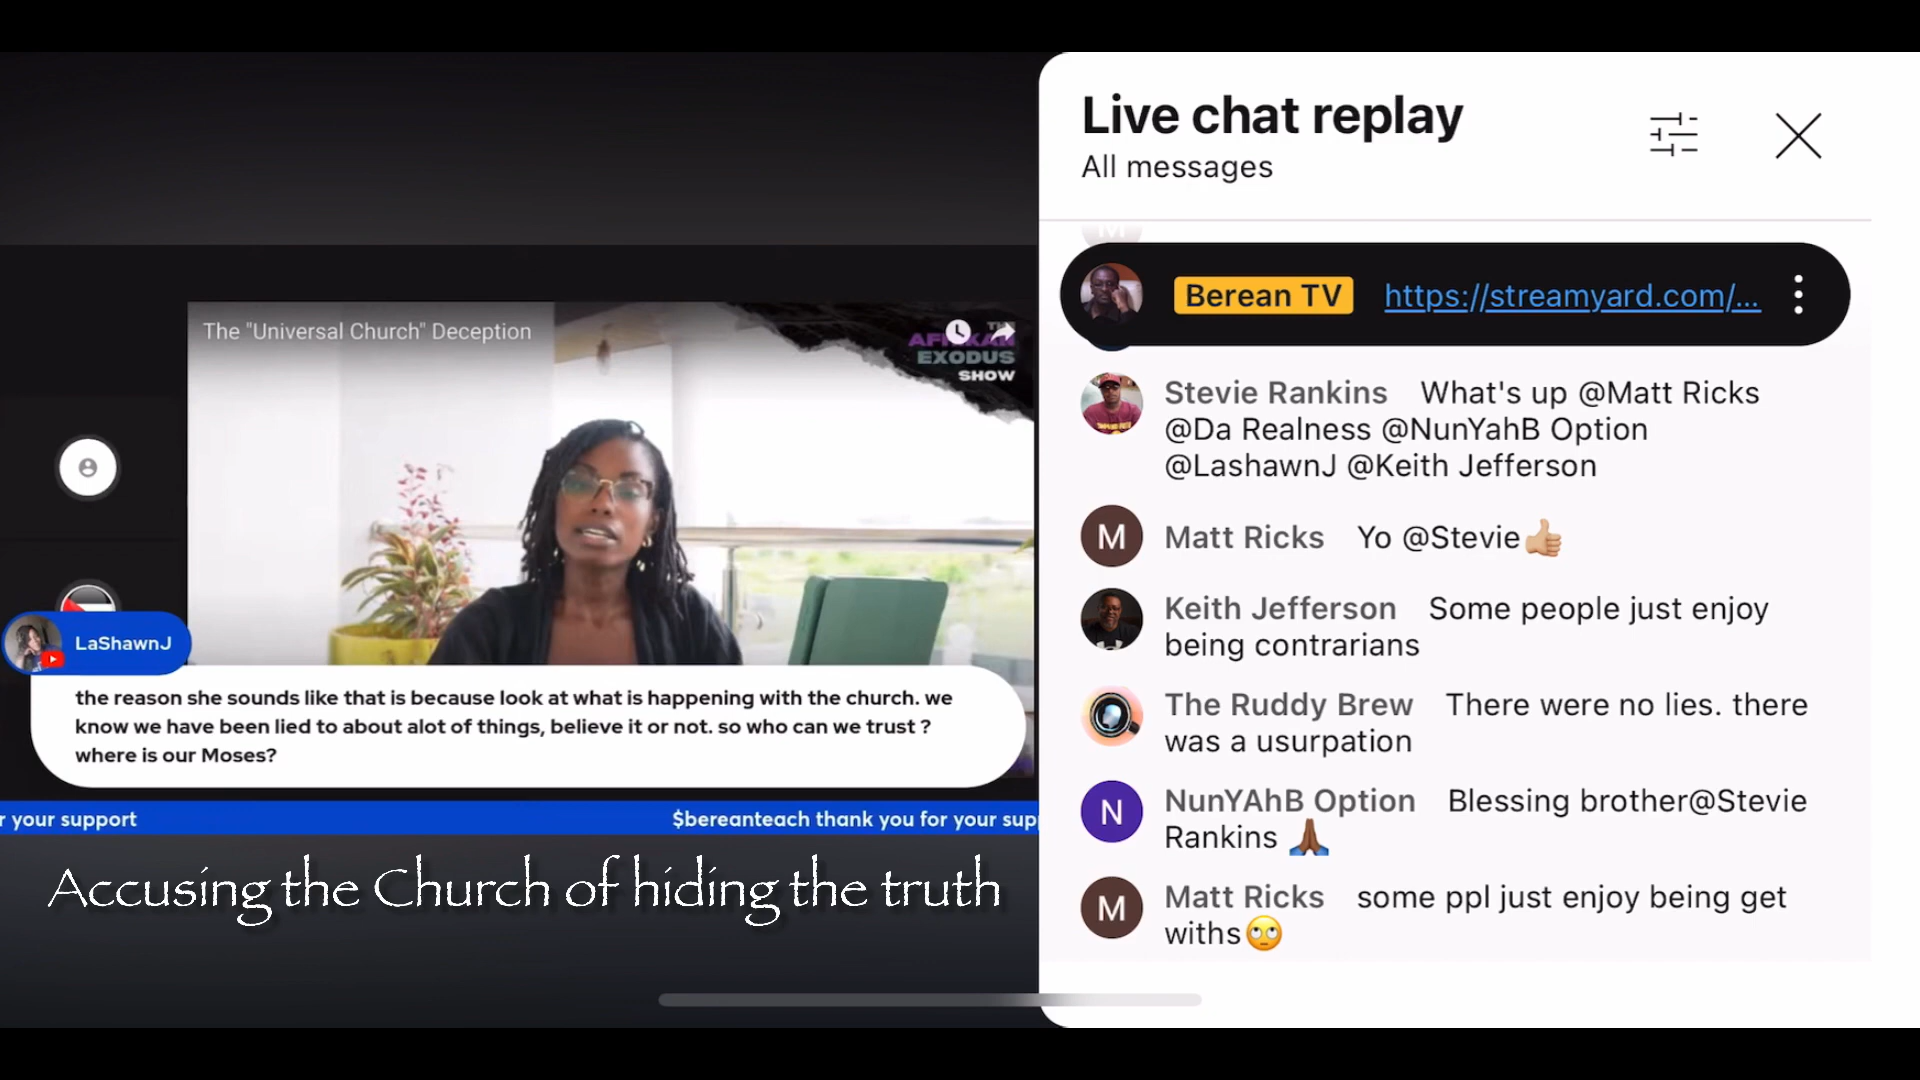 The "Universal Church" Deception
THE
AFRIKAN
EXODUS
SHOW
LaShawnJ
the reason she sounds like that is because look at what is happening with the church. we
know we have been lied to about alot of things, believe it or not. so who can we trust ?
where is our Moses?
r your support
$bereanteach thank you for your sup
Accusing the Church of hiding the truth
Live chat replay
All messages
M
Berean TV https://streamyard.com/...
Stevie Rankins What's up @Matt Ricks
@Da Realness @NunYahB Option
@LashawnJ @Keith Jefferson
M
Matt Ricks Yo @Stevie👍🏼
Keith Jefferson Some people just enjoy
being contrarians
The Ruddy Brew There were no lies. there
was a usurpation
N
NunYAhB Option Blessing brother@Stevie
Rankins 🙏🏾
M
Matt Ricks some ppl just enjoy being get
withs🙄